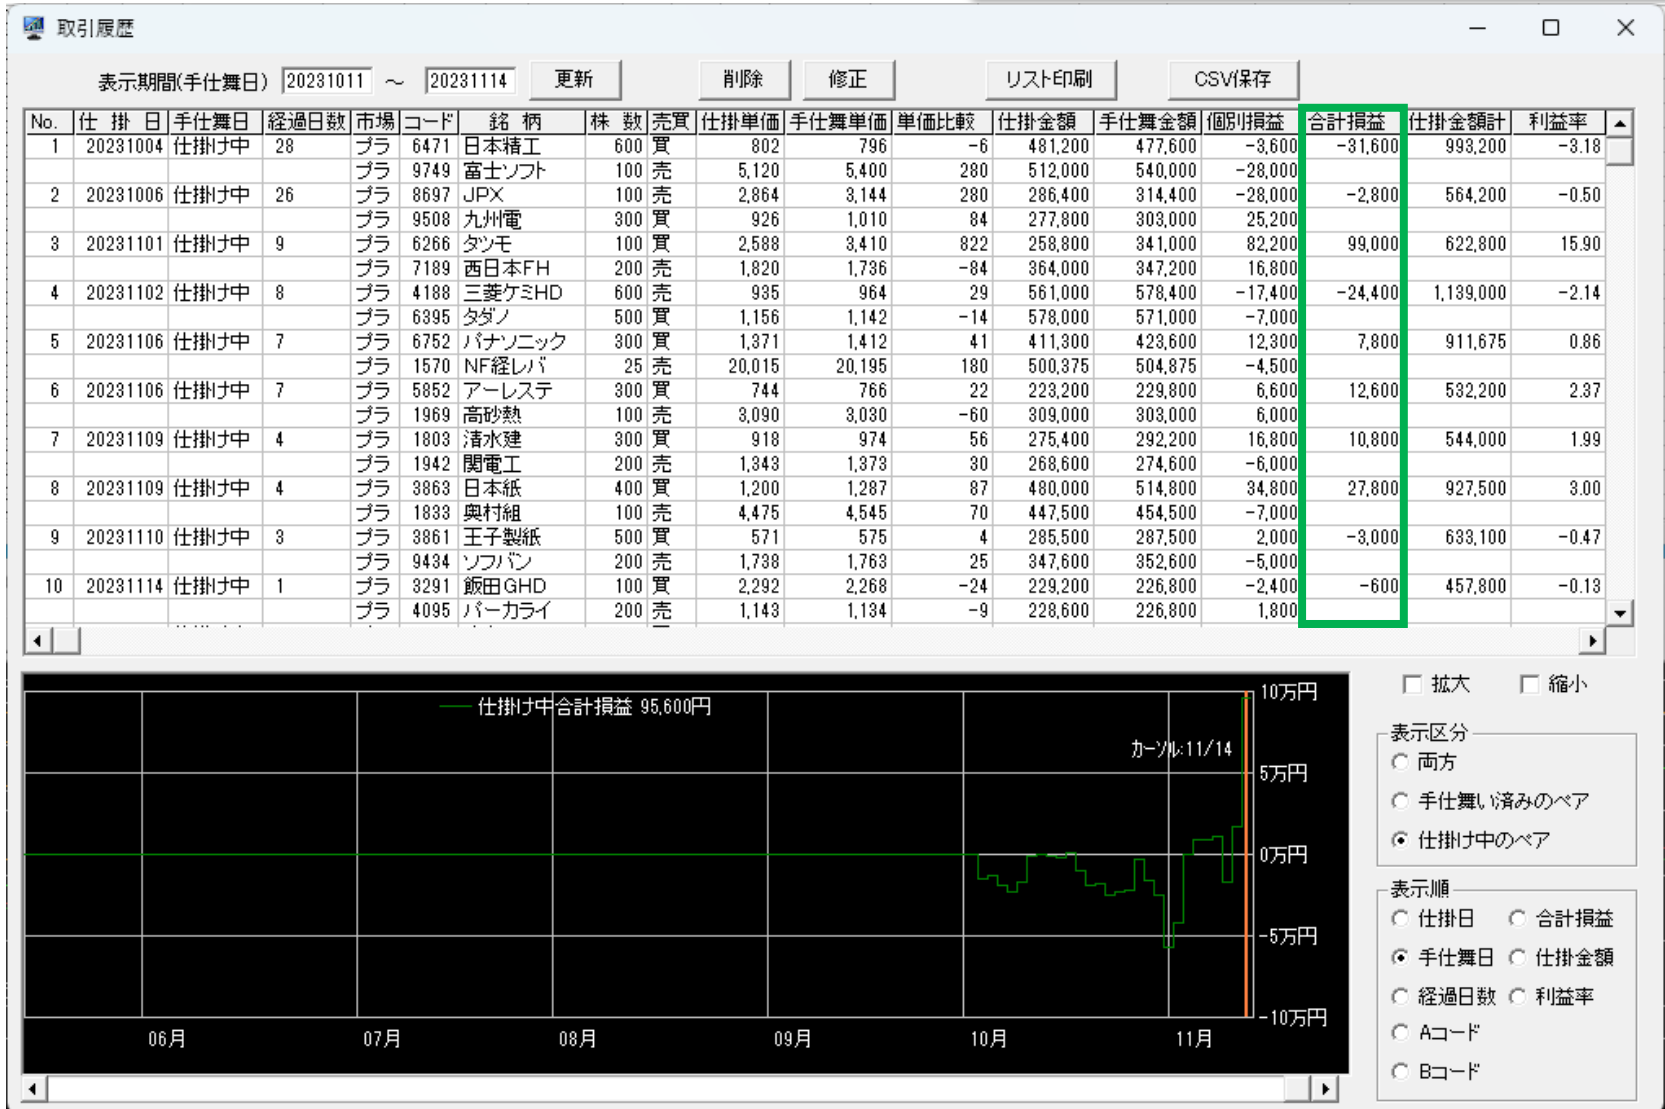 取引履歴
表示期間(手仕舞日) 20231011 ～ 20231114 更新 削除 修正 リスト印刷 CSV保存
No. 仕掛日 手仕舞日 経過日数 市場 コード 銘柄 株数 売買 仕掛単価 手仕舞単価 単価比較 仕掛金額 手仕舞金額 個別損益 合計損益 仕掛金額計 利益率
1 20231004 仕掛け中 28 プラ 6471 日本精工 600 買 802 796 -6 481,200 477,600 -3,600 -31,600 993,200 -3.18
プラ 9749 富士ソフト 100 売 5,120 5,400 280 512,000 540,000 -28,000
2 20231006 仕掛け中 26 プラ 8697 JPX 100 売 2,864 3,144 280 286,400 314,400 -28,000 -2,800 564,200 -0.50
プラ 9508 九州電 300 買 926 1,010 84 277,800 303,000 25,200
3 20231101 仕掛け中 9 プラ 6266 タツモ 100 買 2,588 3,410 822 258,800 341,000 82,200 99,000 622,800 15.90
プラ 7189 西日本FH 200 売 1,820 1,736 -84 364,000 347,200 16,800
4 20231102 仕掛け中 8 プラ 4188 三菱ケミHD 600 売 935 964 29 561,000 578,400 -17,400 -24,400 1,139,000 -2.14
プラ 6395 タダノ 500 買 1,156 1,142 -14 578,000 571,000 -7,000
5 20231106 仕掛け中 7 プラ 6752 パナソニック 300 買 1,371 1,412 41 411,300 423,600 12,300 7,800 911,675 0.86
プラ 1570 NF経レバ 25 売 20,015 20,195 180 500,375 504,875 -4,500
6 20231106 仕掛け中 7 プラ 5852 アーレステ 300 買 744 766 22 223,200 229,800 6,600 12,600 532,200 2.37
プラ 1969 高砂熱 100 売 3,090 3,030 -60 309,000 303,000 6,000
7 20231109 仕掛け中 4 プラ 1803 清水建 300 買 918 974 56 275,400 292,200 16,800 10,800 544,000 1.99
プラ 1942 関電工 200 売 1,343 1,373 30 268,600 274,600 -6,000
8 20231109 仕掛け中 4 プラ 3863 日本紙 400 買 1,200 1,287 87 480,000 514,800 34,800 27,800 927,500 3.00
プラ 1833 奥村組 100 売 4,475 4,545 70 447,500 454,500 -7,000
9 20231110 仕掛け中 3 プラ 3861 王子製紙 500 買 571 575 4 285,500 287,500 2,000 -3,000 633,100 -0.47
プラ 9434 ソフバン 200 売 1,738 1,763 25 347,600 352,600 -5,000
10 20231114 仕掛け中 1 プラ 3291 飯田GHD 100 買 2,292 2,268 -24 229,200 226,800 -2,400 -600 457,800 -0.13
プラ 4095 パーカライ 200 売 1,143 1,134 -9 228,600 226,800 1,800
仕掛け中合計損益 95,600円
カーソル:11/14
10万円
5万円
0万円
-5万円
-10万円
06月 07月 08月 09月 10月 11月
拡大 縮小
表示区分
両方
手仕舞い済みのペア
仕掛け中のペア
表示順
仕掛日 合計損益
手仕舞日 仕掛金額
経過日数 利益率
Aコード
Bコード